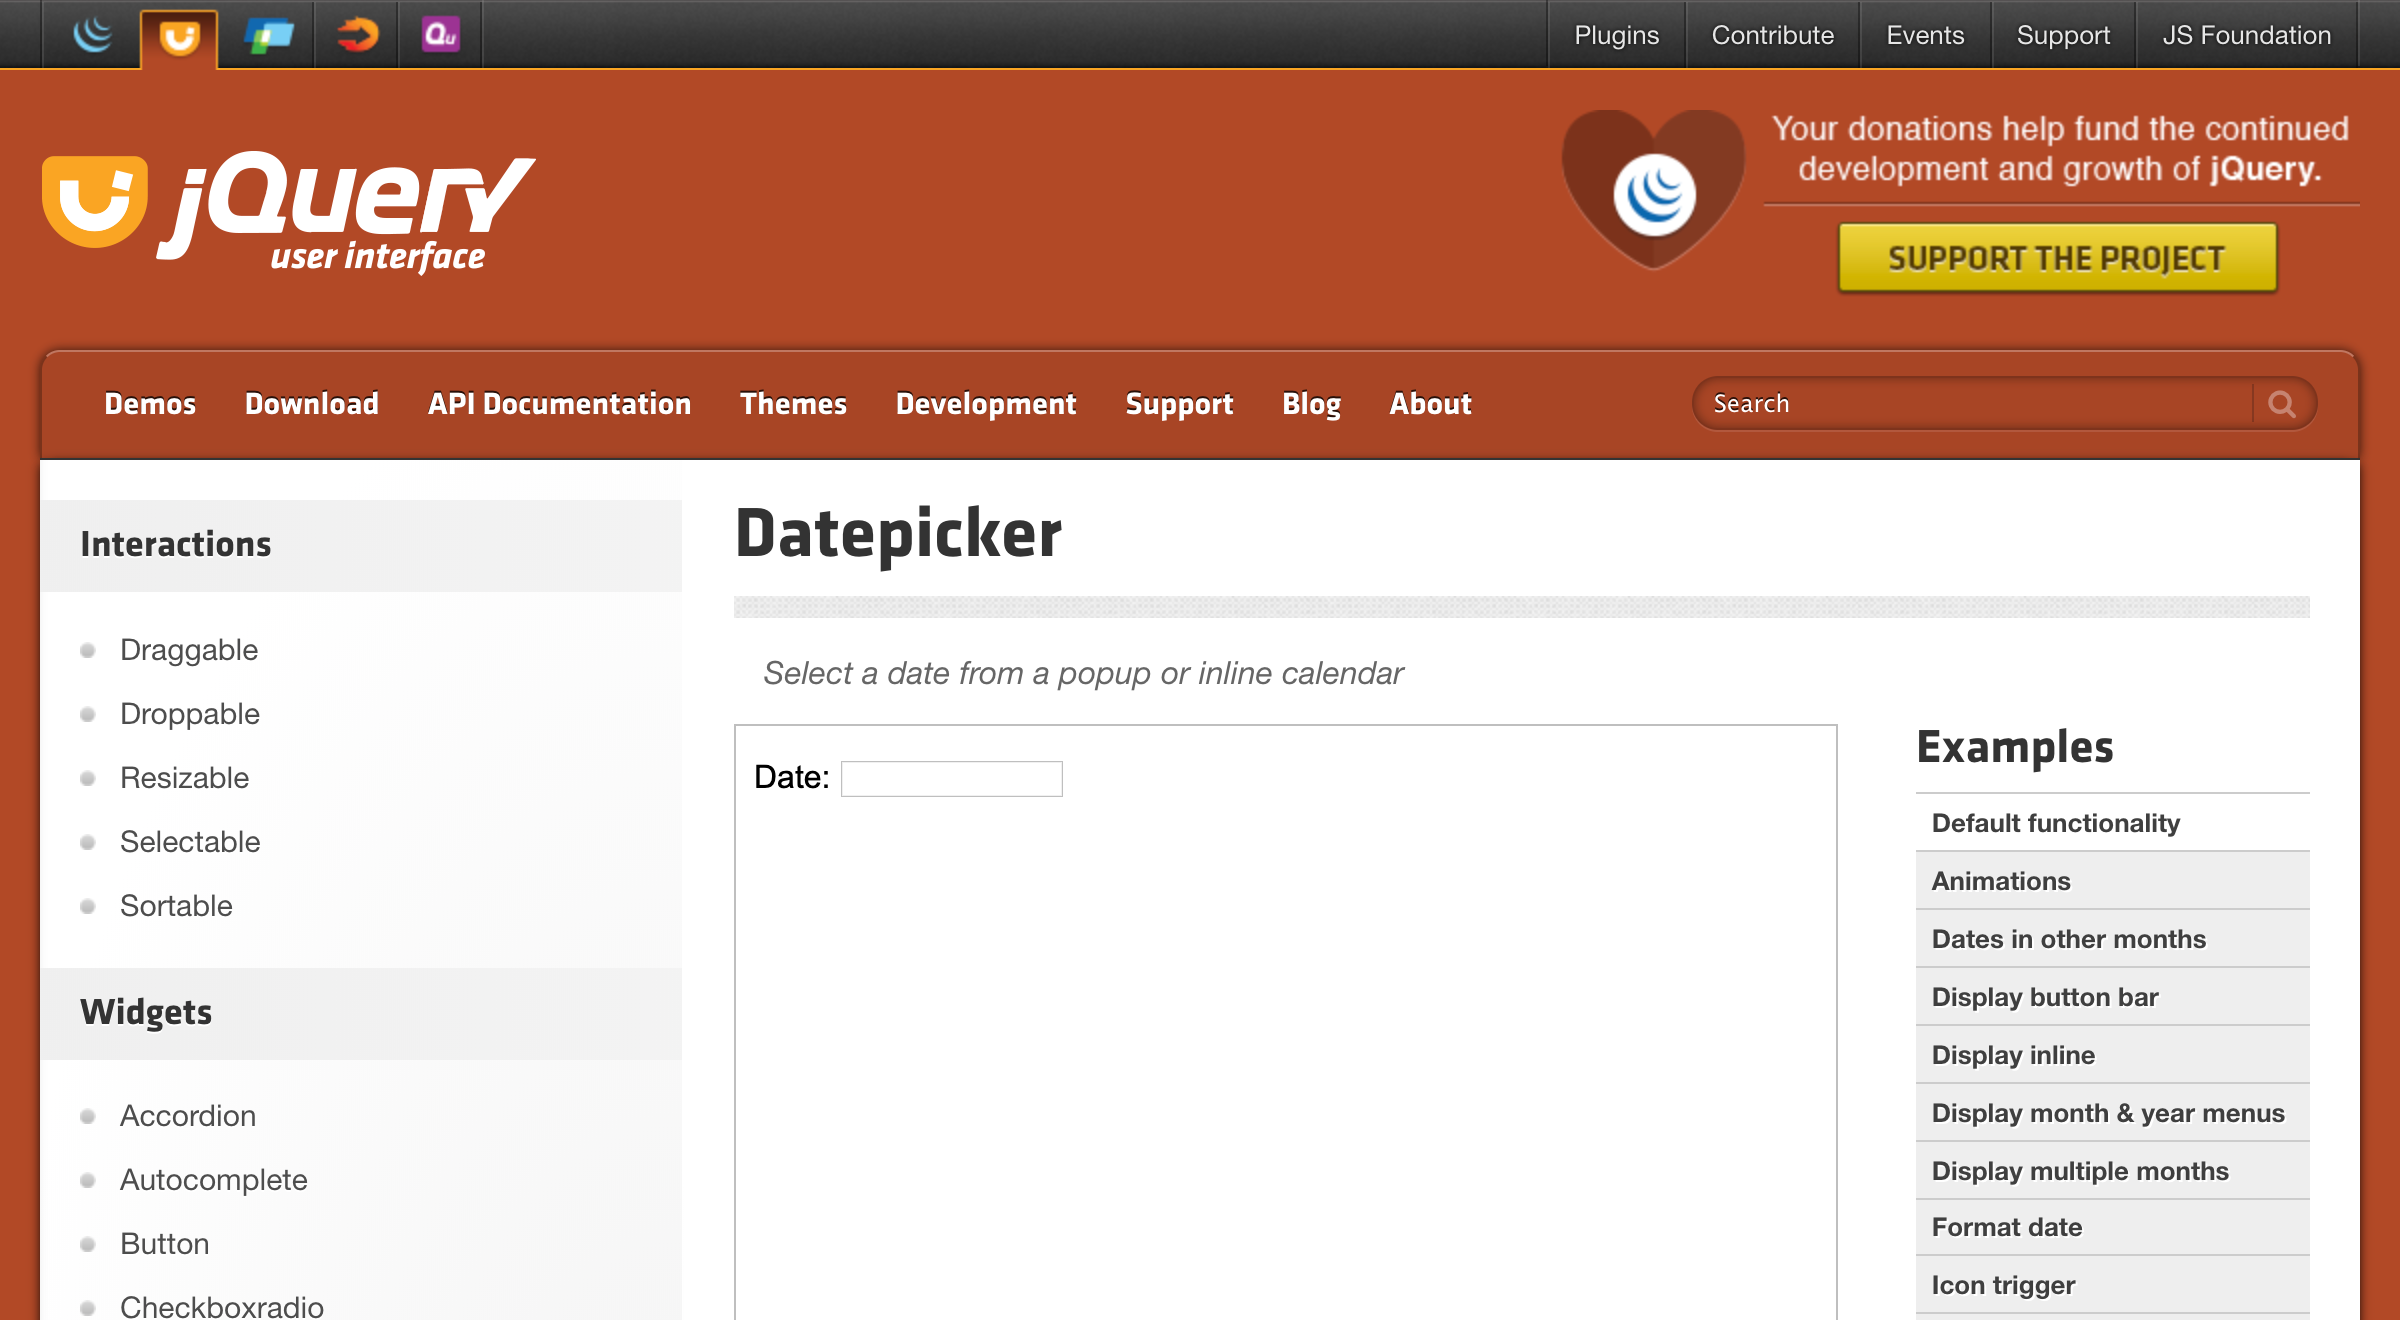 Qu
Plugins
Contribute
Events
Support
JS Foundation
jQuery
user interface
Your donations help fund the continued
development and growth of jQuery.
SUPPORT THE PROJECT
Demos
Download
API Documentation
Themes
Development
Support
Blog
About
Search
Interactions
Draggable
Droppable
Resizable
Selectable
Sortable
Widgets
Accordion
Autocomplete
Button
Checkboxradio
Datepicker
Select a date from a popup or inline calendar
Date:
Examples
Default functionality
Animations
Dates in other months
Display button bar
Display inline
Display month & year menus
Display multiple months
Format date
Icon trigger